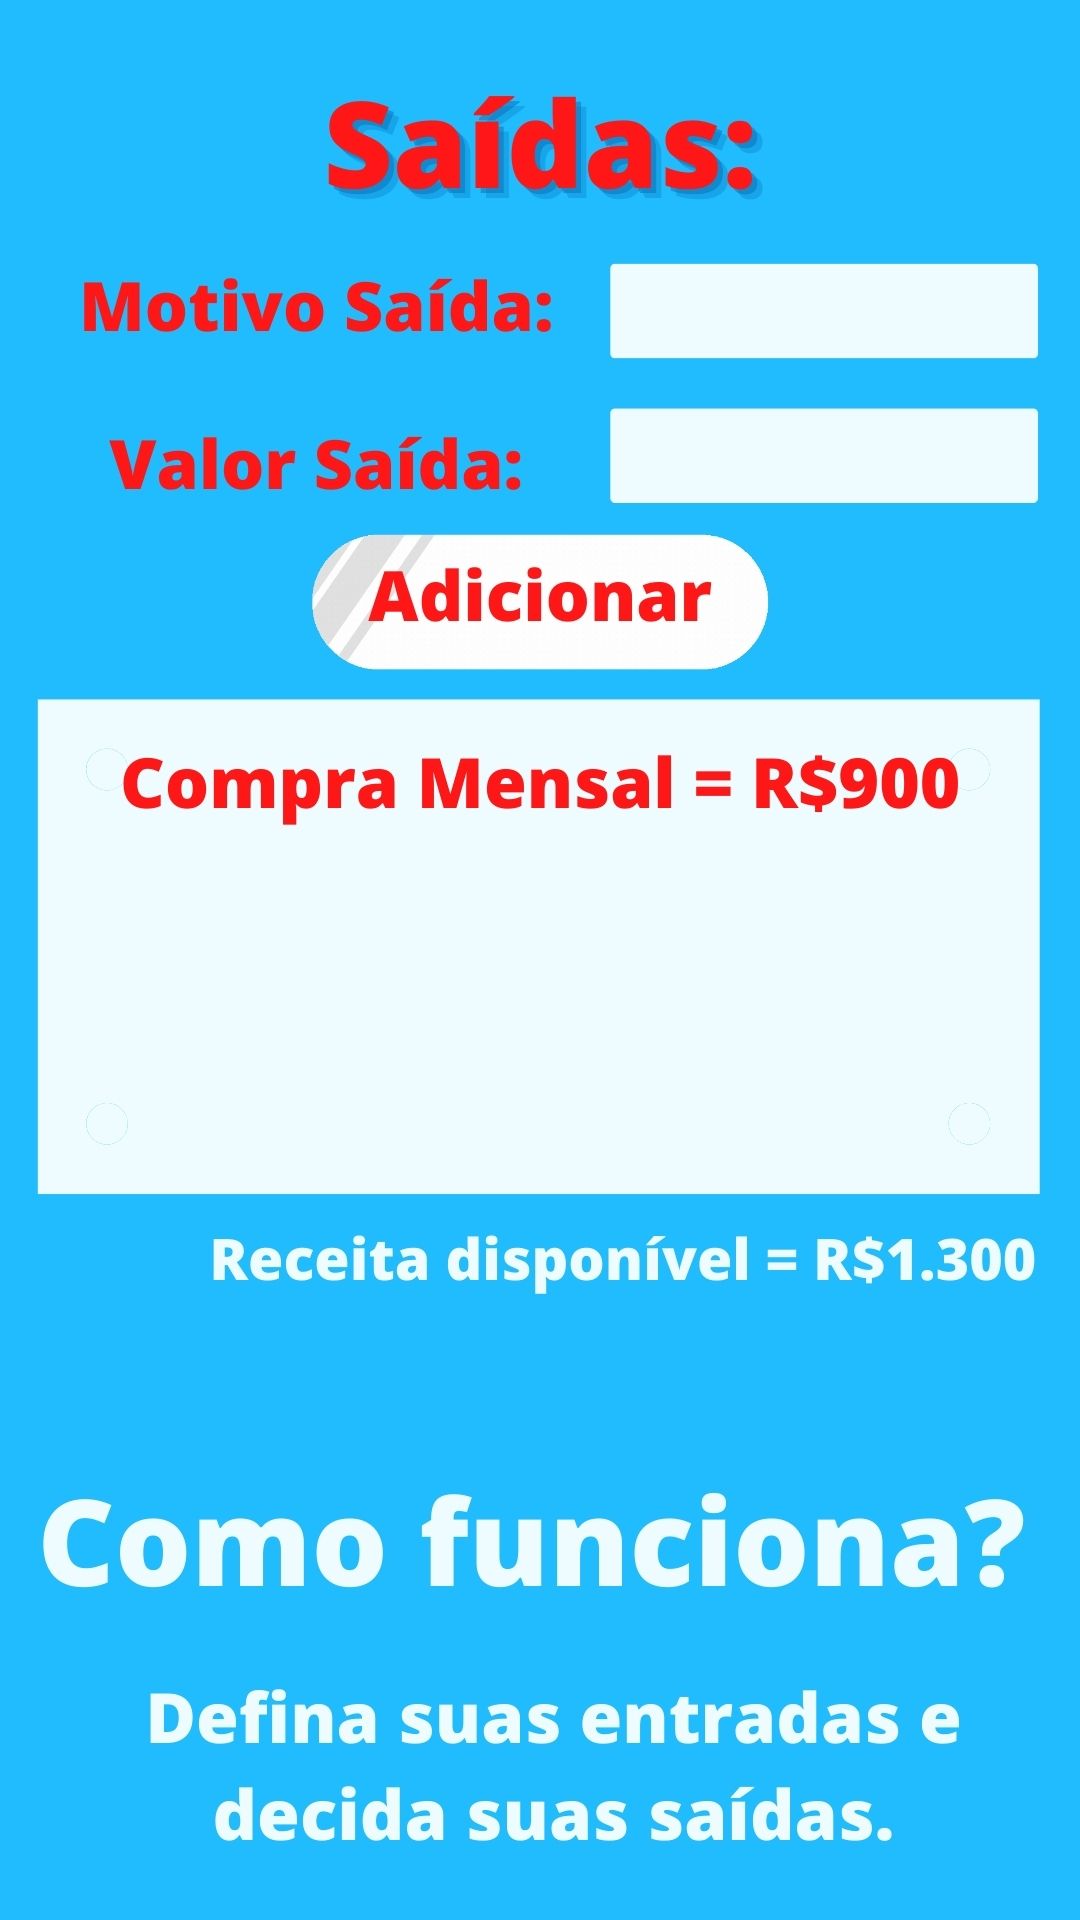 Saídas:
Motivo Saída:
Valor Saída:
Adicionar
Compra Mensal = R$900
Receita disponível = R$1.300
Como funciona?
Defina suas entradas e
decida suas saídas.